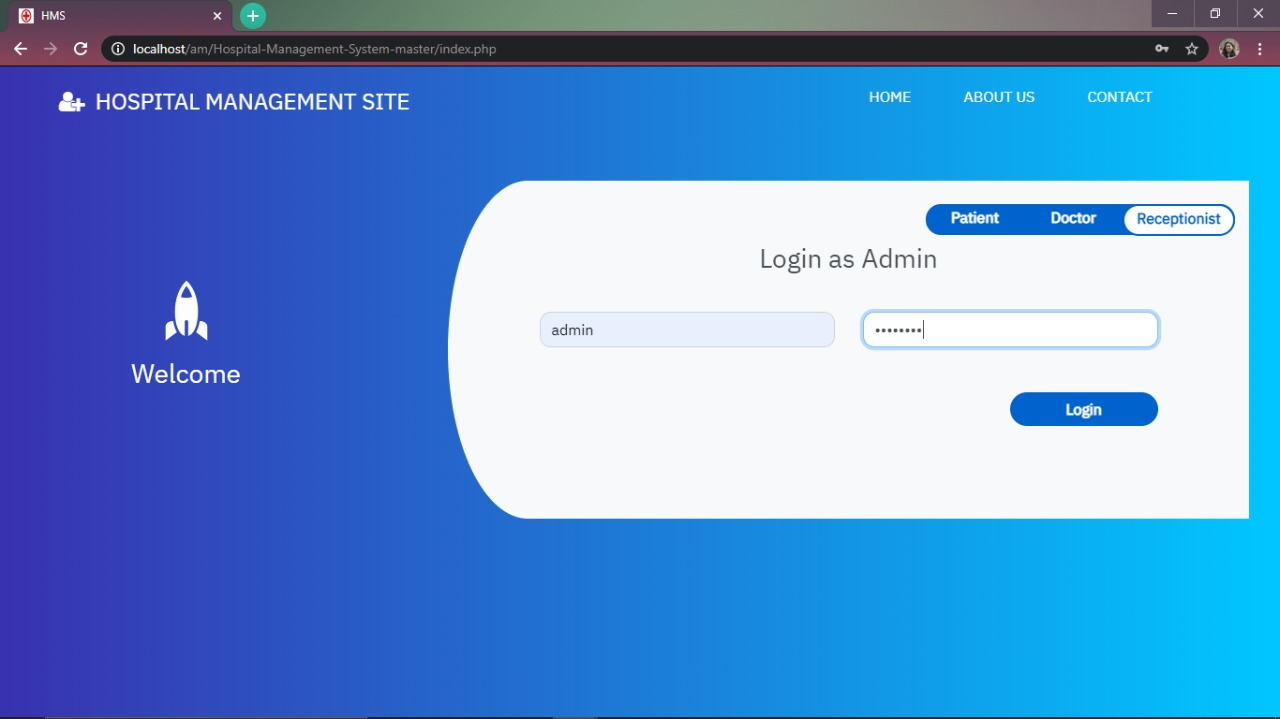 HMS
localhost/am/Hospital-Management-System-master/index.php
HOSPITAL MANAGEMENT SITE
HOME ABOUT US CONTACT
Patient Doctor Receptionist
Login as Admin
admin ••••••••
Login
Welcome